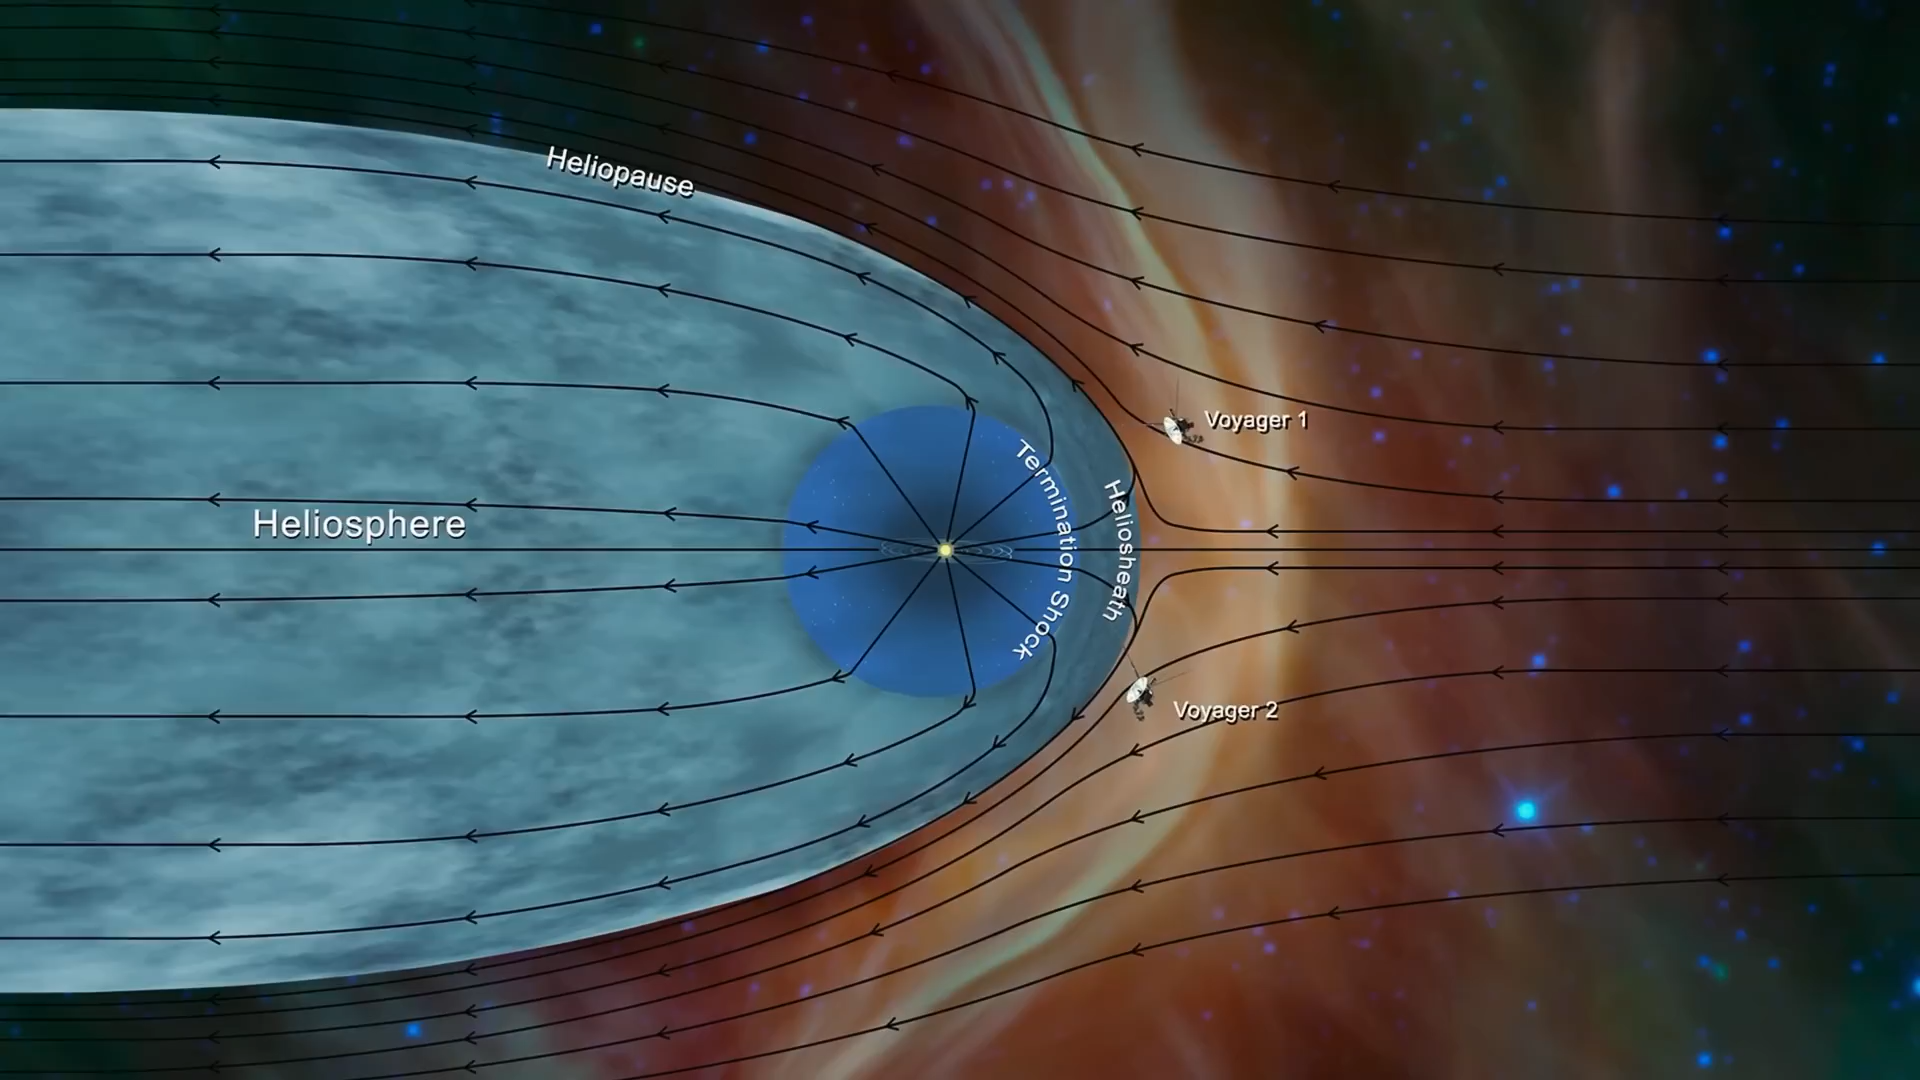 Heliopause
Voyager 1
Termination Shock
Heliosheath
Heliosphere
Voyager 2